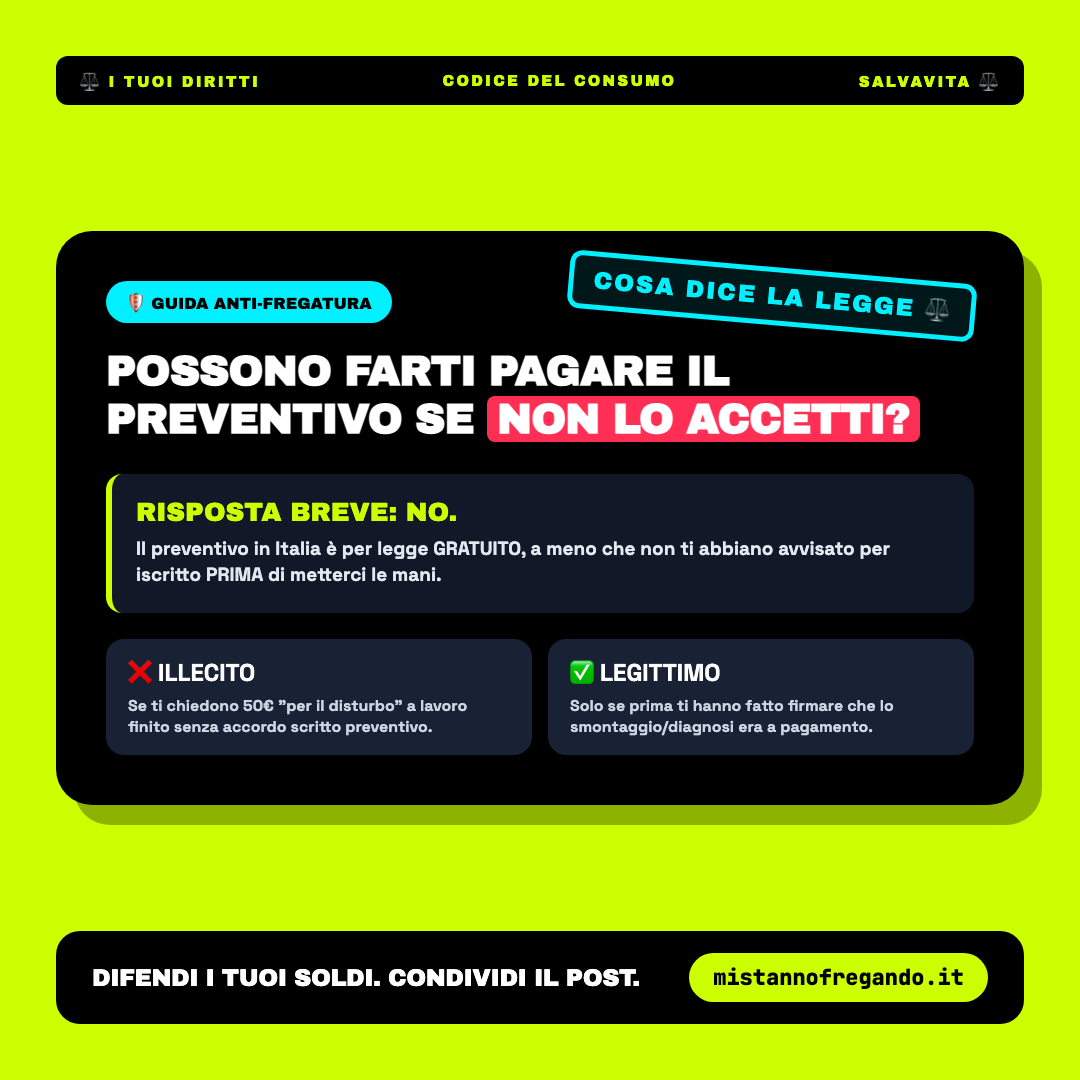 ⚖️ I TUOI DIRITTI
CODICE DEL CONSUMO
SALVAVITA ⚖️
🛡️ GUIDA ANTI-FREGATURA
COSA DICE LA LEGGE ⚖️
POSSONO FARTI PAGARE IL
PREVENTIVO SE NON LO ACCETTI?
RISPOSTA BREVE: NO.
Il preventivo in Italia è per legge GRATUITO, a meno che non ti abbiano avvisato per
iscritto PRIMA di metterci le mani.
❌ ILLECITO
Se ti chiedono 50€ ”per il disturbo” a lavoro
finito senza accordo scritto preventivo.
✅ LEGITTIMO
Solo se prima ti hanno fatto firmare che lo
smontaggio/diagnosi era a pagamento.
DIFENDI I TUOI SOLDI. CONDIVIDI IL POST.
mistannofregando.it